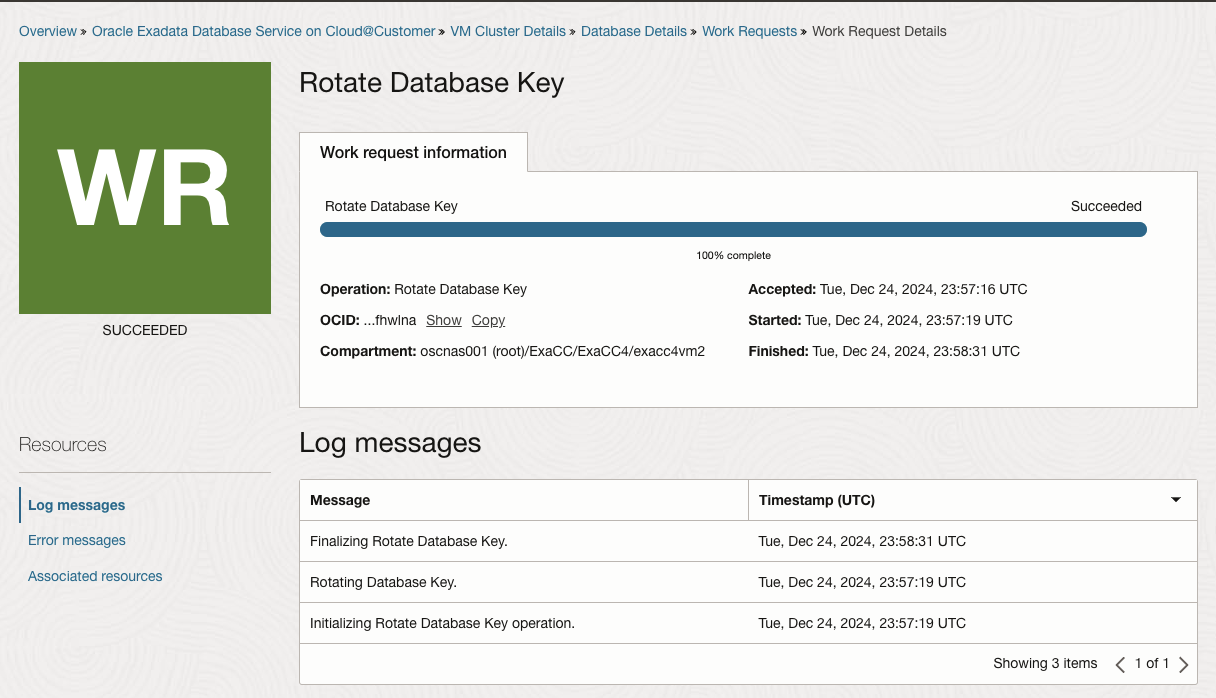 Overview » Oracle Exadata Database Service on Cloud@Customer » VM Cluster Details » Database Details » Work Requests » Work Request Details
WR
SUCCEEDED
Rotate Database Key
Work request information
Rotate Database Key Succeeded
100% complete
Operation: Rotate Database Key
OCID: ...fhwlna Show Copy
Compartment: oscnas001 (root)/ExaCC/ExaCC4/exacc4vm2
Accepted: Tue, Dec 24, 2024, 23:57:16 UTC
Started: Tue, Dec 24, 2024, 23:57:19 UTC
Finished: Tue, Dec 24, 2024, 23:58:31 UTC
Resources
Log messages
Error messages
Associated resources
Log messages
Message Timestamp (UTC)
Finalizing Rotate Database Key. Tue, Dec 24, 2024, 23:58:31 UTC
Rotating Database Key. Tue, Dec 24, 2024, 23:57:19 UTC
Initializing Rotate Database Key operation. Tue, Dec 24, 2024, 23:57:19 UTC
Showing 3 items 1 of 1